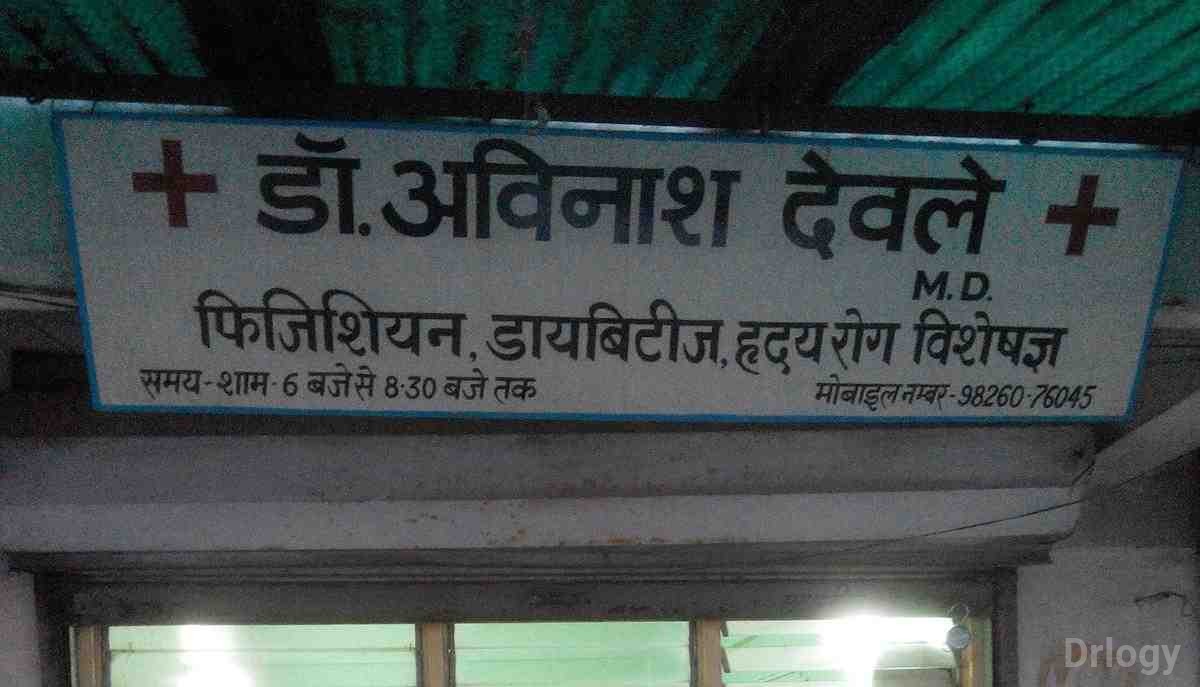 डॉ. अविनाश देवले
M.D.
फिजिशियन, डायबिटीज, हृदय रोग विशेषज्ञ
समय - शाम - 6 बजे से 8.30 बजे तक
मोबाइल नम्बर - 98260-76045
Drlogy